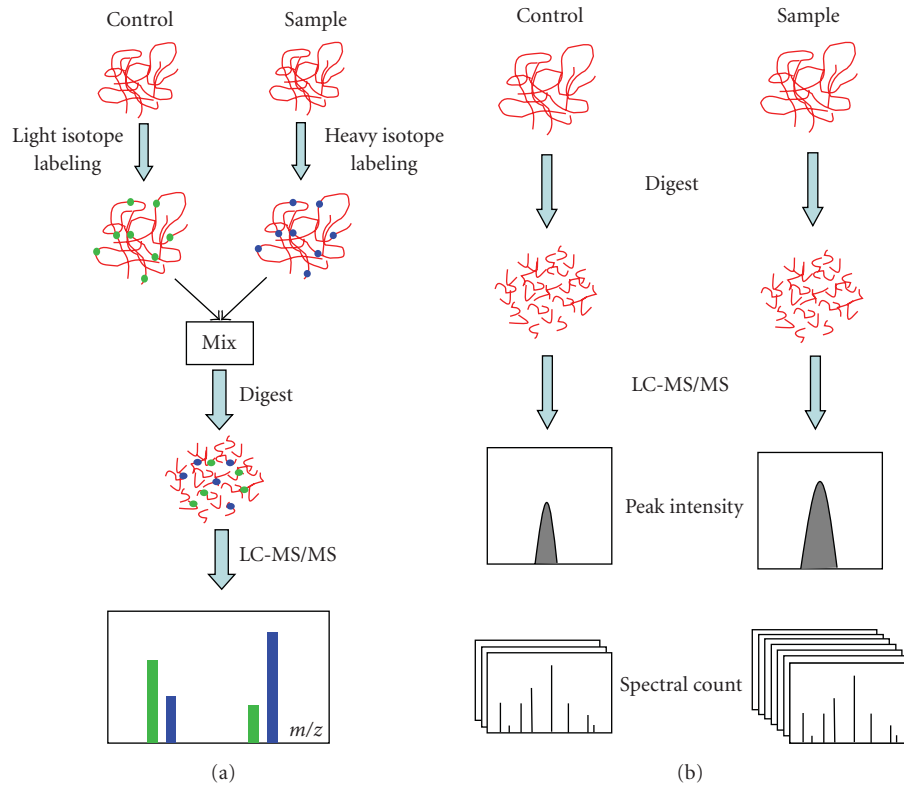 Control
Sample
Light isotope
labeling
Heavy isotope
labeling
Mix
Digest
LC-MS/MS
m/z
(a)
Control
Sample
Digest
LC-MS/MS
Peak intensity
Spectral count
(b)